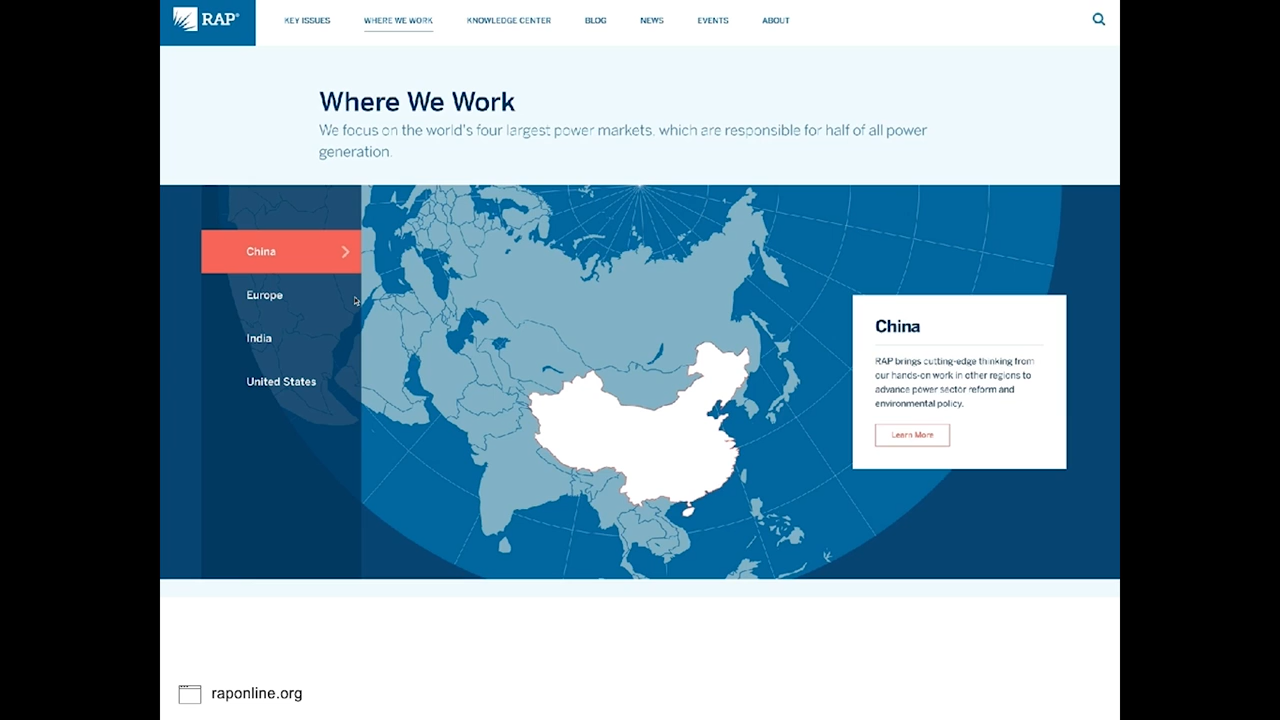 RAP®
KEY ISSUES
WHERE WE WORK
KNOWLEDGE CENTER
BLOG
NEWS
EVENTS
ABOUT
Where We Work
We focus on the world's four largest power markets, which are responsible for half of all power
generation.
China
Europe
India
United States
China
RAP brings cutting-edge thinking from
our hands-on work in other regions to
advance power sector reform and
environmental policy.
Learn More
raponline.org